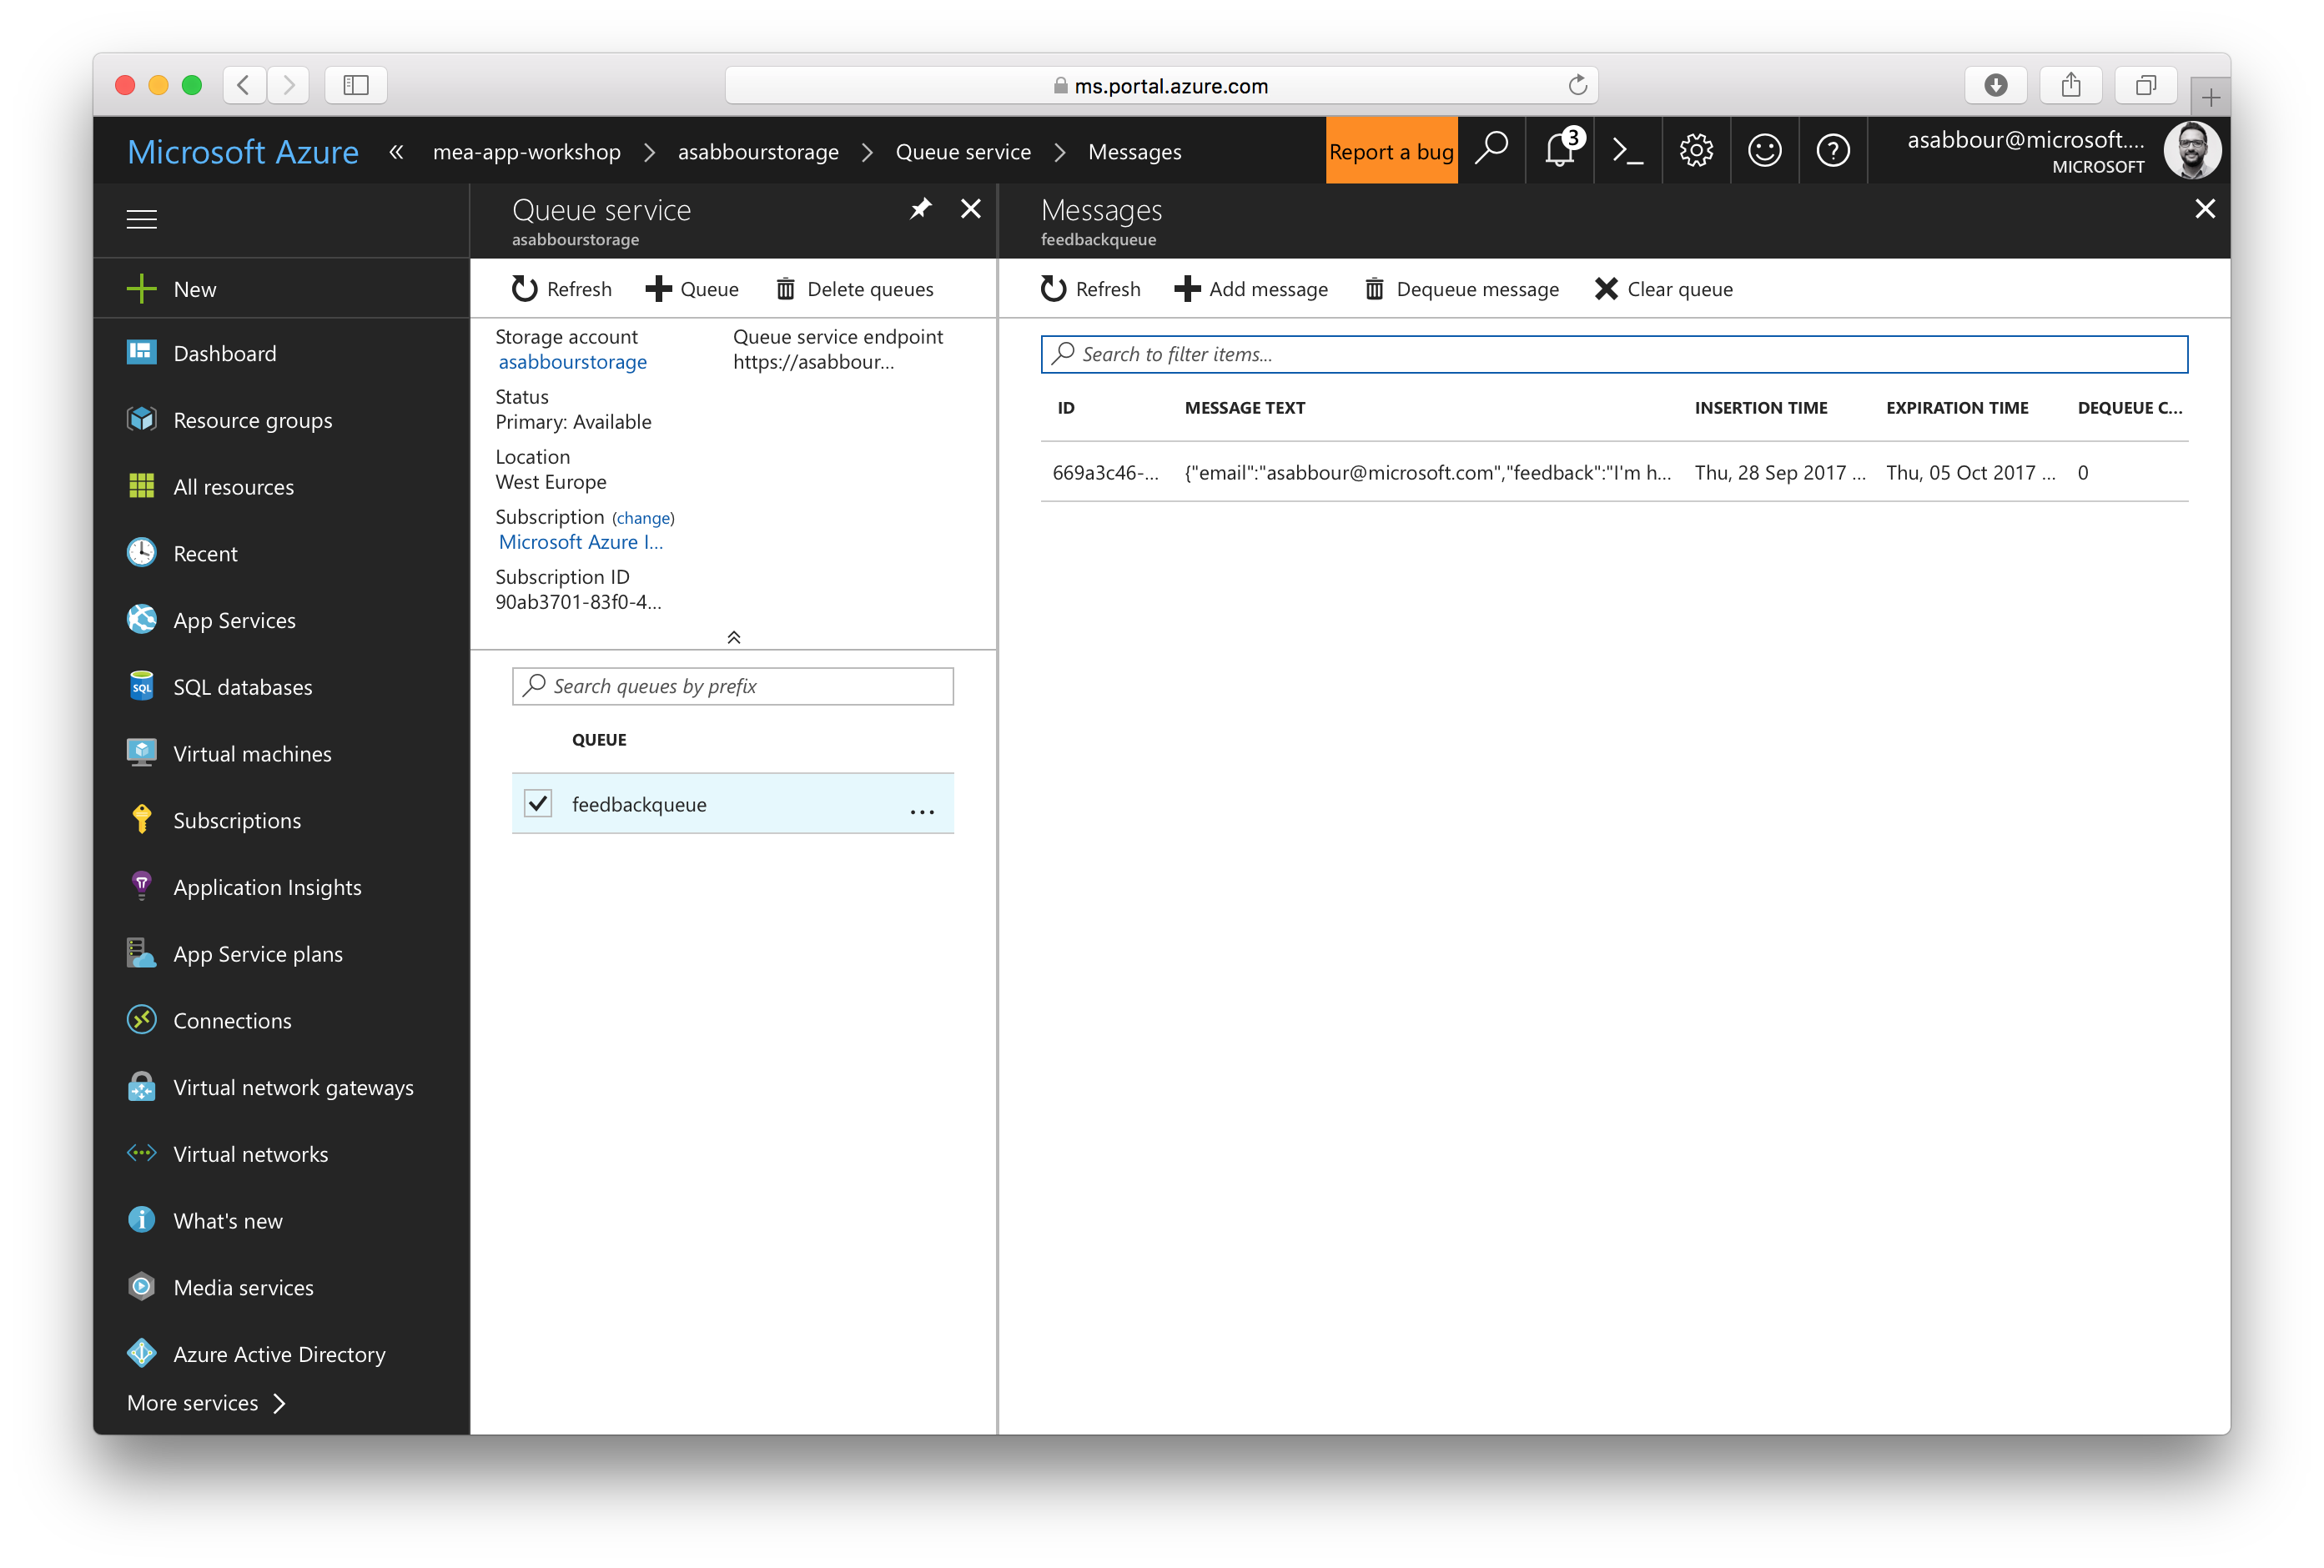 ms.portal.azure.com
Microsoft Azure « mea-app-workshop > asabbourstorage > Queue service > Messages
Report a bug
3
asabbour@microsoft....
MICROSOFT
New
Dashboard
Resource groups
All resources
Recent
App Services
SQL databases
Virtual machines
Subscriptions
Application Insights
App Service plans
Connections
Virtual network gateways
Virtual networks
What's new
Media services
Azure Active Directory
More services >
Queue service
asabbourstorage
Refresh Queue Delete queues
Storage account
asabbourstorage
Queue service endpoint
https://asabbour...
Status
Primary: Available
Location
West Europe
Subscription (change)
Microsoft Azure I...
Subscription ID
90ab3701-83f0-4...
Search queues by prefix
QUEUE
feedbackqueue ...
Messages
feedbackqueue
Refresh Add message Dequeue message Clear queue
Search to filter items...
ID MESSAGE TEXT INSERTION TIME EXPIRATION TIME DEQUEUE C...
669a3c46-... {"email":"asabbour@microsoft.com","feedback":"I'm h... Thu, 28 Sep 2017 ... Thu, 05 Oct 2017 ... 0